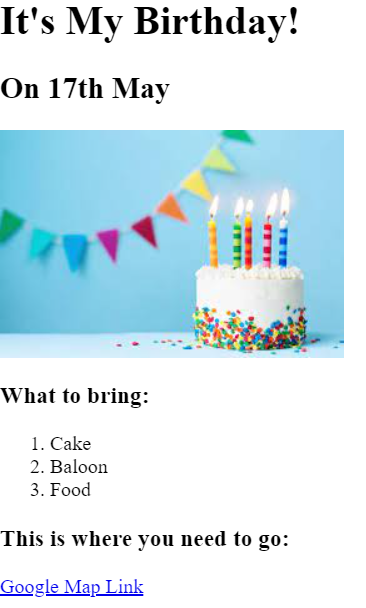 It's My Birthday!
On 17th May
What to bring:
1. Cake
2. Baloon
3. Food
This is where you need to go:
Google Map Link